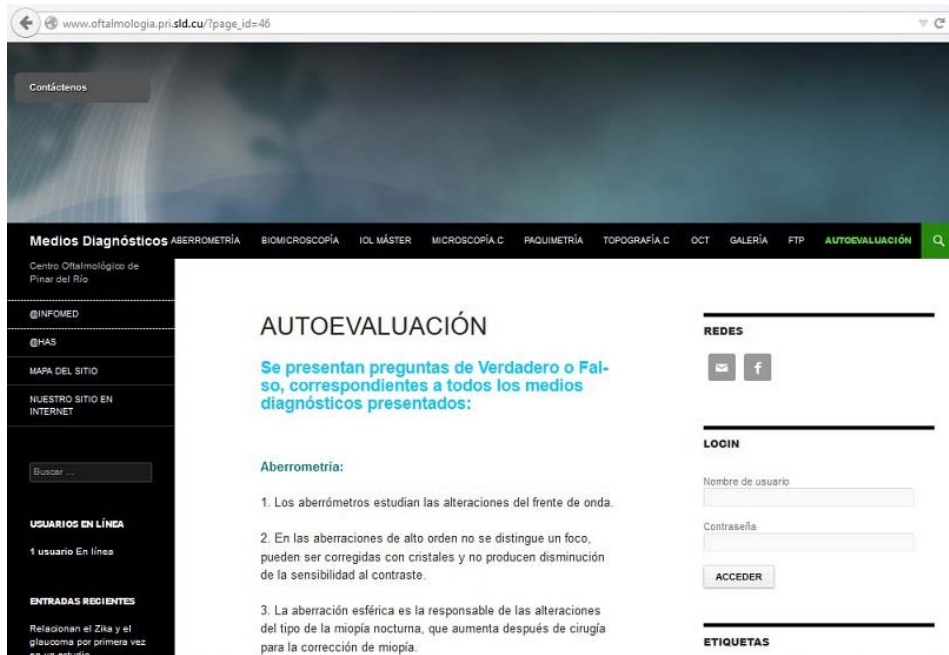 www.oftalmologia.pri.sld.cu/?page_id=46
Contáctenos
Medios Diagnósticos
ABERROMETRÍA
BIOMICROSCOPÍA
IOL MÁSTER
MICROSCOPÍA.C
PAQUIMETRÍA
TOPOGRAFÍA.C
OCT
GALERÍA
FTP
AUTOEVALUACIÓN
Centro Oftalmológico de
Pinar del Río
@INFOMED
@HAS
MAPA DEL SITIO
NUESTRO SITIO EN
INTERNET
Buscar ...
USUARIOS EN LÍNEA
1 usuario En línea
ENTRADAS RECIENTES
Relacionan el Zika y el
glaucoma por primera vez
AUTOEVALUACIÓN
Se presentan preguntas de Verdadero o Fal-
so, correspondientes a todos los medios
diagnósticos presentados:
Aberrometría:
1. Los aberrómetros estudian las alteraciones del frente de onda.
2. En las aberraciones de alto orden no se distingue un foco,
pueden ser corregidas con cristales y no producen disminución
de la sensibilidad al contraste.
3. La aberración esférica es la responsable de las alteraciones
del tipo de la miopía nocturna, que aumenta después de cirugía
para la corrección de miopía.
REDES
LOGIN
Nombre de usuario
Contraseña
ACCEDER
ETIQUETAS